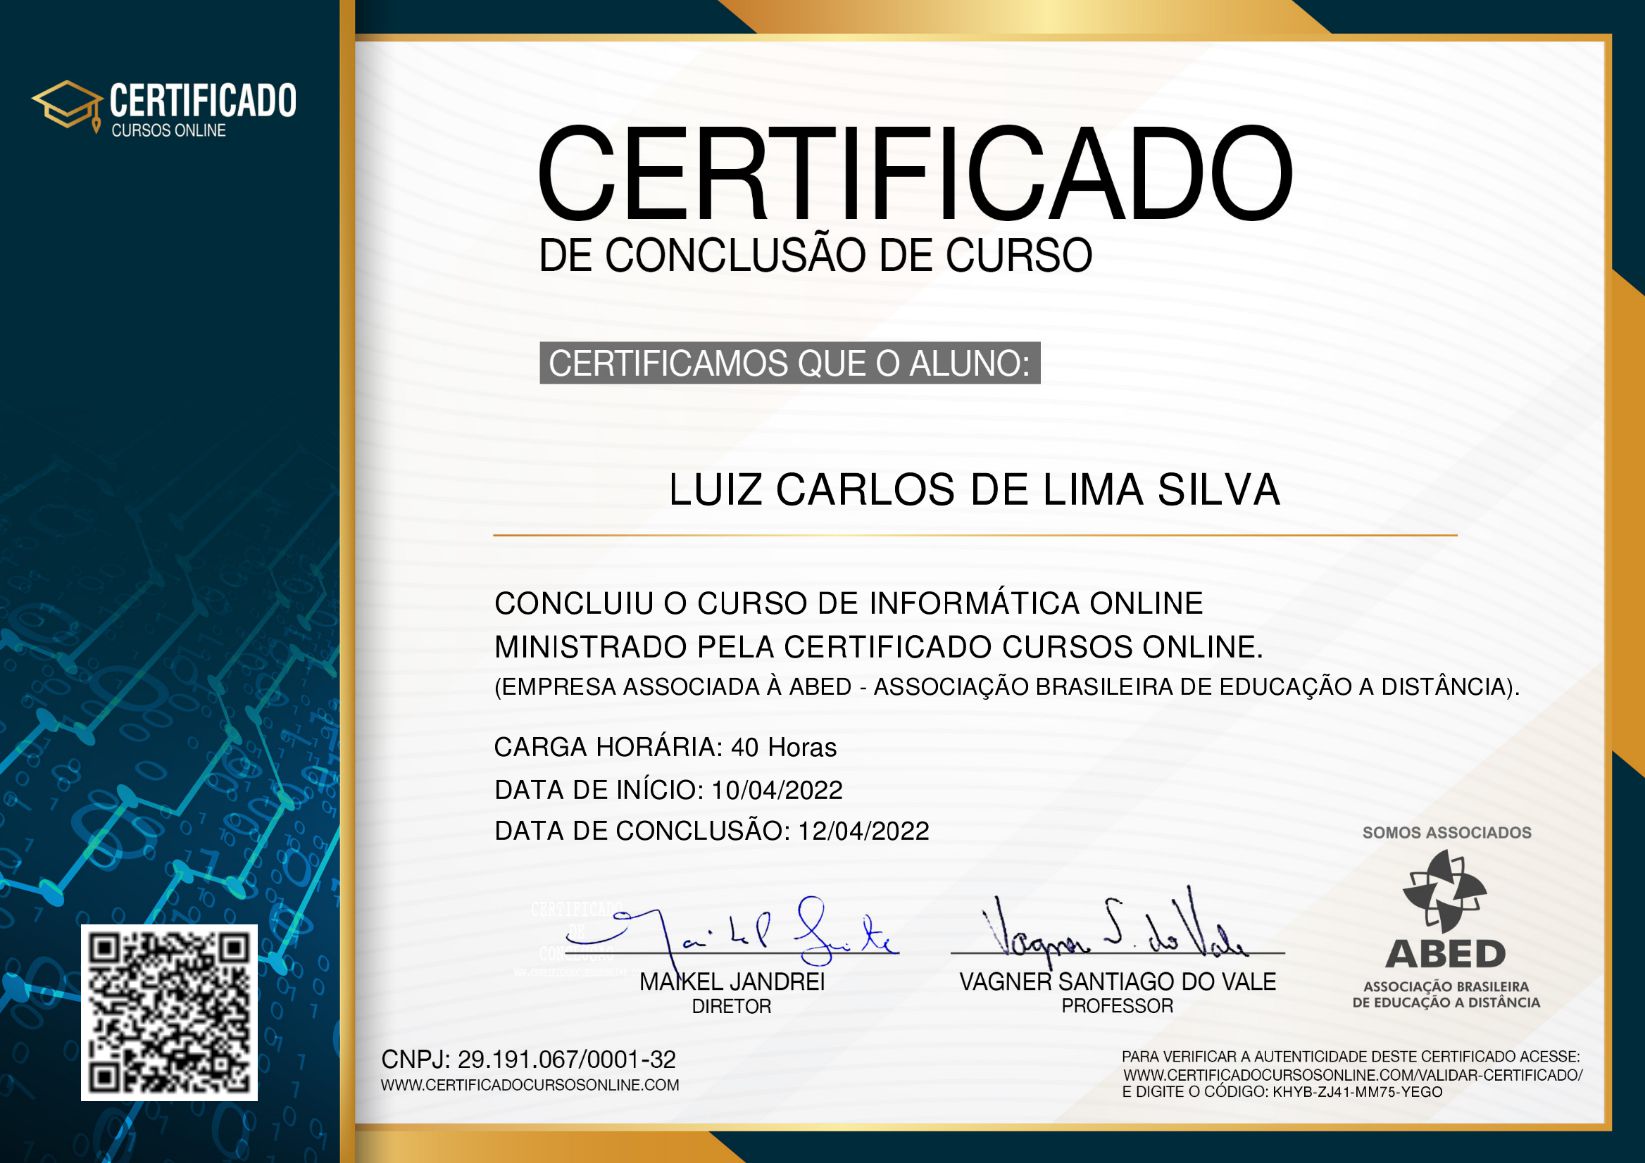 CERTIFICADO
CURSOS ONLINE
CERTIFICADO
DE CONCLUSÃO DE CURSO
CERTIFICAMOS QUE O ALUNO:
LUIZ CARLOS DE LIMA SILVA
CONCLUIU O CURSO DE INFORMÁTICA ONLINE
MINISTRADO PELA CERTIFICADO CURSOS ONLINE.
(EMPRESA ASSOCIADA À ABED - ASSOCIAÇÃO BRASILEIRA DE EDUCAÇÃO A DISTÂNCIA).
CARGA HORÁRIA: 40 Horas
DATA DE INÍCIO: 10/04/2022
DATA DE CONCLUSÃO: 12/04/2022
SOMOS ASSOCIADOS
ABED
ASSOCIAÇÃO BRASILEIRA
DE EDUCAÇÃO A DISTÂNCIA
CERTIFICADO
DE
CONCLUSÃO
Vagner S. do Vale
MAIKEL JANDREI
DIRETOR
VAGNER SANTIAGO DO VALE
PROFESSOR
CNPJ: 29.191.067/0001-32
WWW.CERTIFICADOCURSOSONLINE.COM
PARA VERIFICAR A AUTENTICIDADE DESTE CERTIFICADO ACESSE:
WWW.CERTIFICADOCURSOSONLINE.COM/VALIDAR-CERTIFICADO/
E DIGITE O CÓDIGO: KHYB-ZJ41-MM75-YEGO